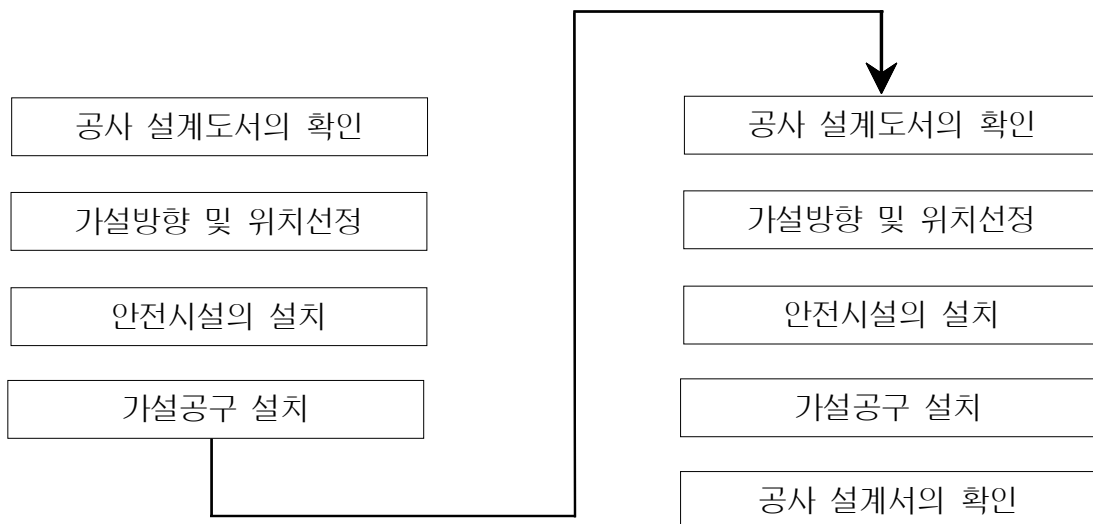 공사 설계도서의 확인
가설방향 및 위치선정
안전시설의 설치
가설공구 설치
공사 설계도서의 확인
가설방향 및 위치선정
안전시설의 설치
가설공구 설치
공사 설계서의 확인